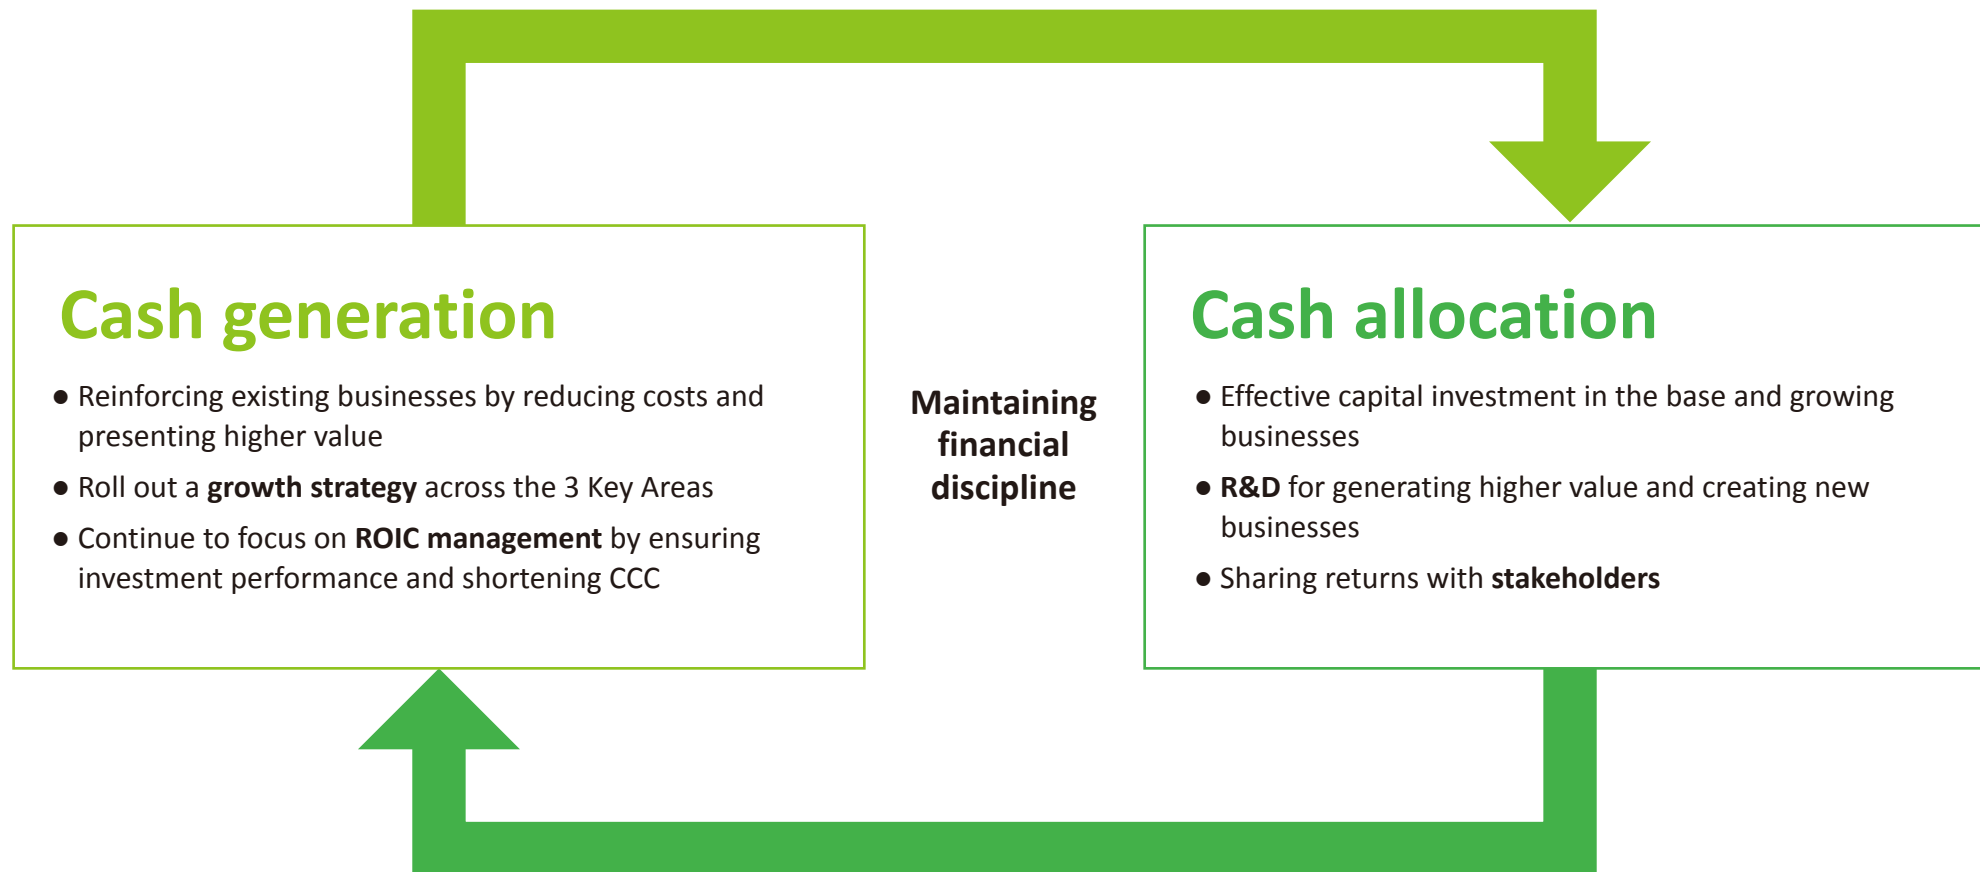 Cash generation
● Reinforcing existing businesses by reducing costs and
presenting higher value
● Roll out a growth strategy across the 3 Key Areas
● Continue to focus on ROIC management by ensuring
investment performance and shortening CCC
Maintaining
financial
discipline
Cash allocation
● Effective capital investment in the base and growing
businesses
● R&D for generating higher value and creating new
businesses
● Sharing returns with stakeholders